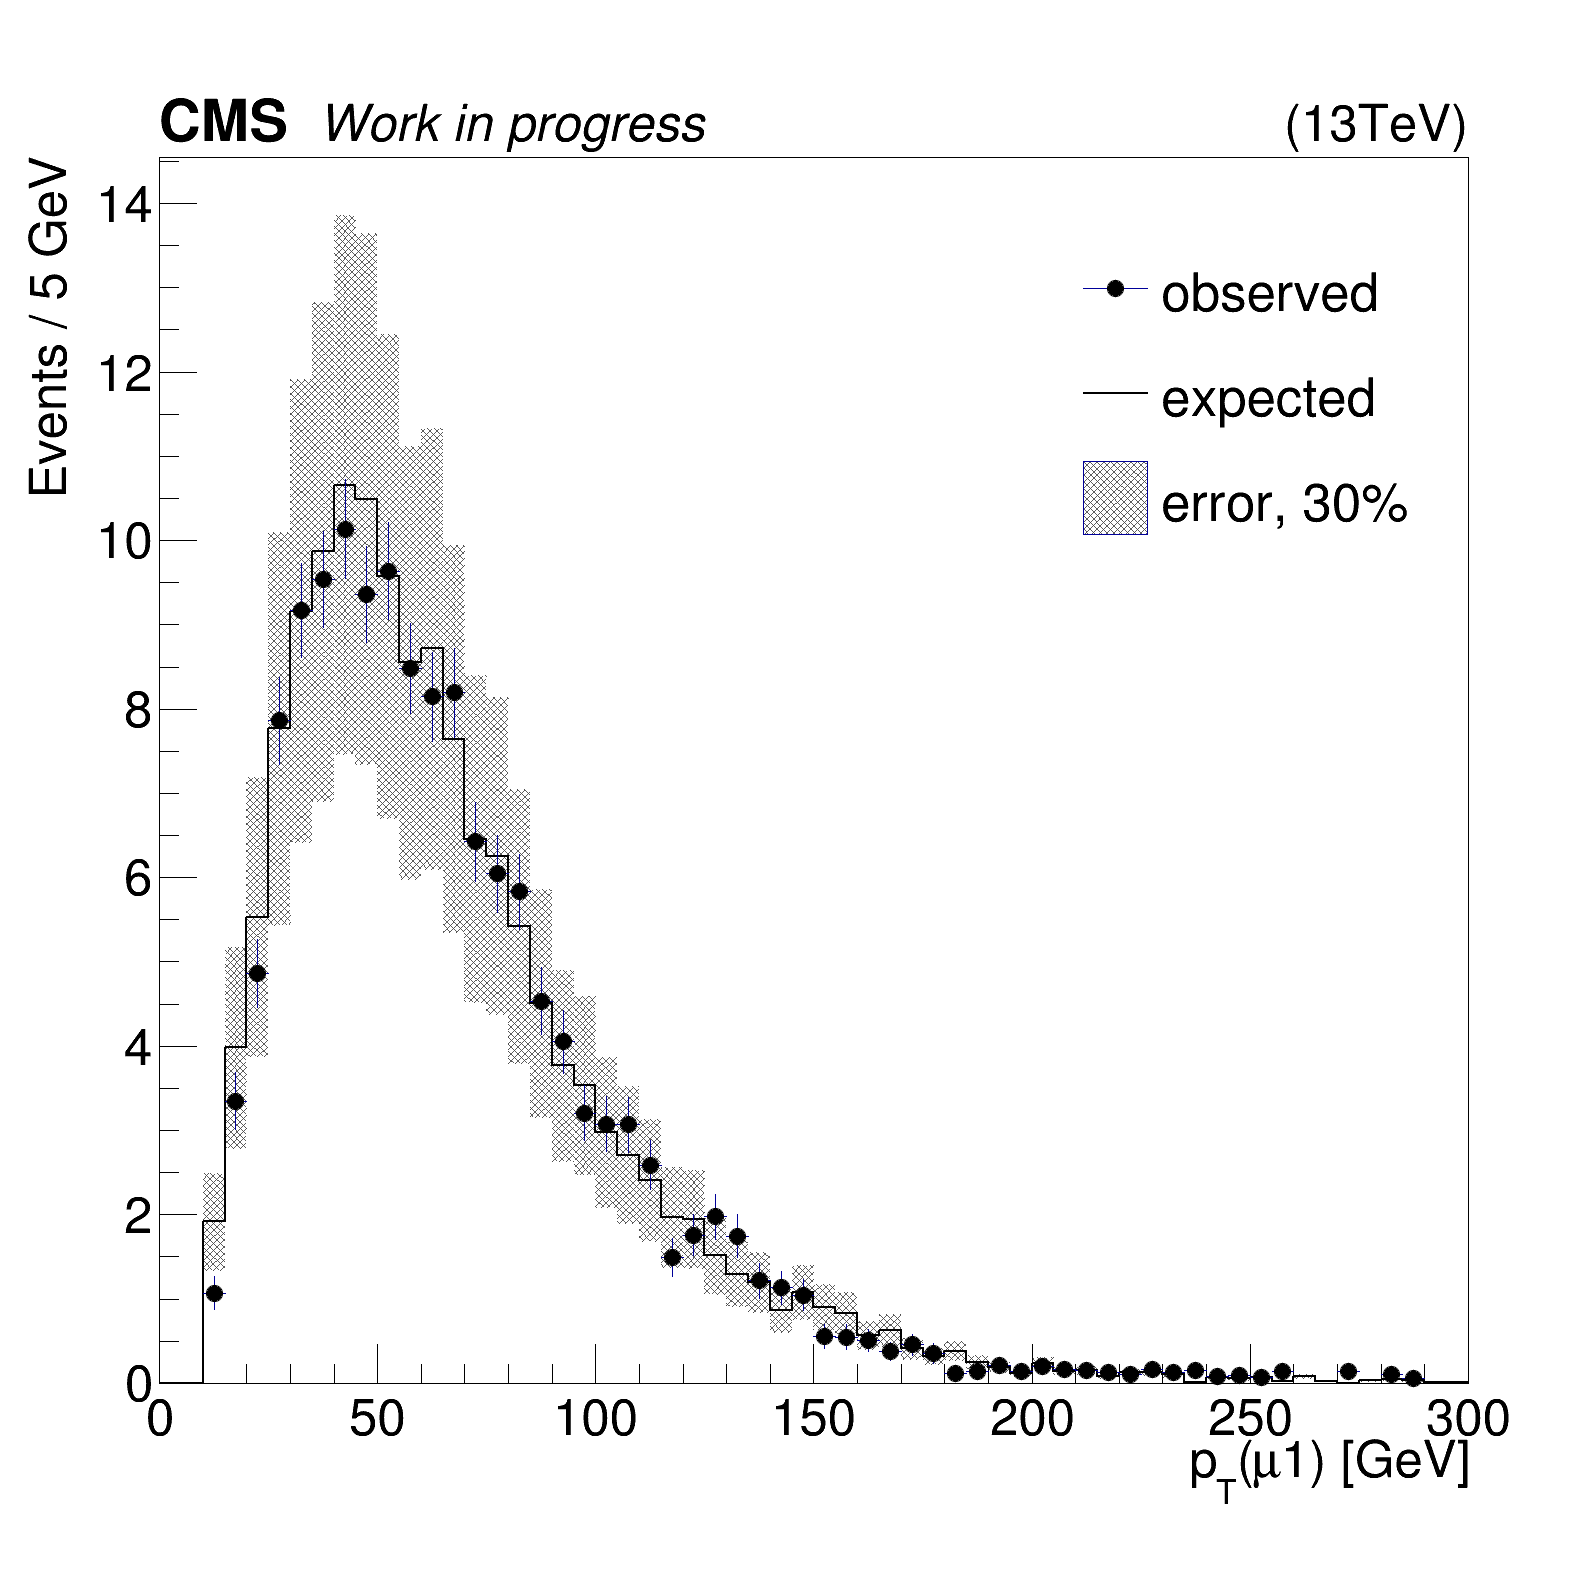 CMS Work in progress (13TeV)
Events / 5 GeV
14
12
10
8
6
4
2
0
observed
expected
error, 30%
0 50 100 150 200 250 300
pT(μ1) [GeV]